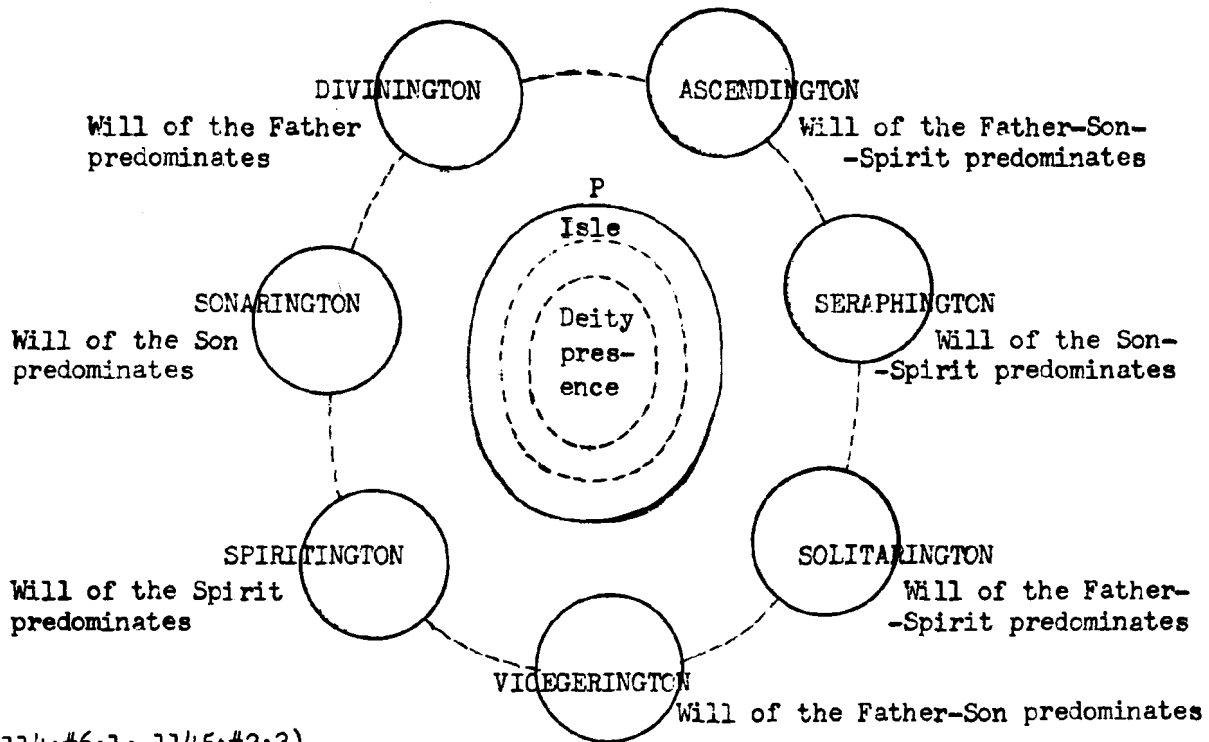 DIVININGTON
Will of the Father
predominates
ASCENDINGTON
Will of the Father-Son-
-Spirit predominates
P
Isle
Deity
pres-
ence
SONARINGTON
Will of the Son
predominates
SERAPHINGTON
Will of the Son-
-Spirit predominates
SPIRITINGTON
Will of the Spirit
predominates
SOLITARINGTON
Will of the Father-
-Spirit predominates
VICEGERINGTON
Will of the Father-Son predominates